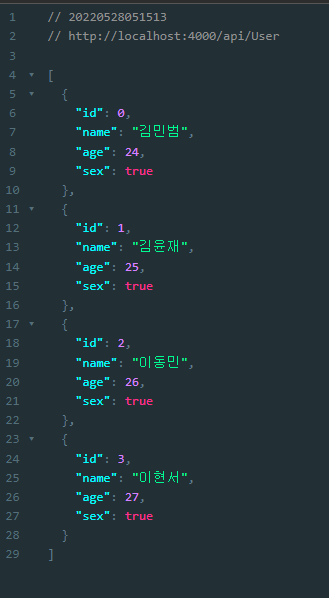 1 // 20220528051513
2 // http://localhost:4000/api/User
3
4 [
5 {
6 "id": 0,
7 "name": "김민범",
8 "age": 24,
9 "sex": true
10 },
11 {
12 "id": 1,
13 "name": "김윤재",
14 "age": 25,
15 "sex": true
16 },
17 {
18 "id": 2,
19 "name": "이동민",
20 "age": 26,
21 "sex": true
22 },
23 {
24 "id": 3,
25 "name": "이현서",
26 "age": 27,
27 "sex": true
28 }
29 ]